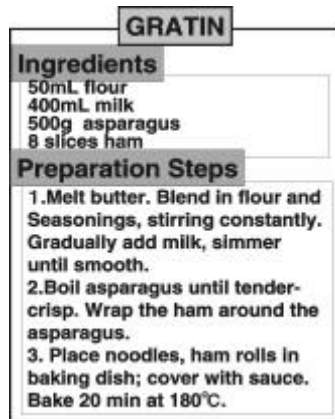 GRATIN
Ingredients
50mL flour
400mL milk
500g asparagus
8 slices ham
Preparation Steps
1.Melt butter. Blend in flour and
Seasonings, stirring constantly.
Gradually add milk, simmer
until smooth.
2.Boil asparagus until tender-
crisp. Wrap the ham around the
asparagus.
3. Place noodles, ham rolls in
baking dish; cover with sauce.
Bake 20 min at 180℃.